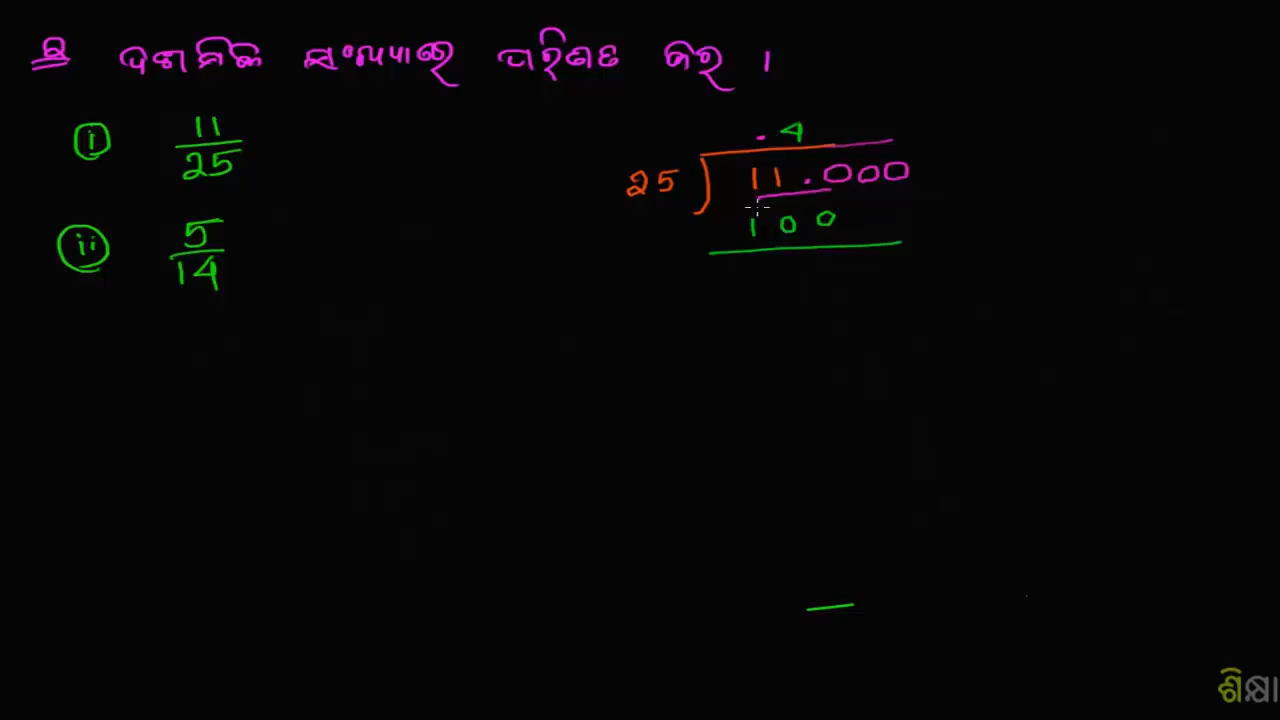 ଛ ଦଶମିକ ସଂଖ୍ୟାରେ ପରିଣତ କର ।
i 11/25
ii 5/14
.4
25 ) 11.000
100
ଶିକ୍ଷା